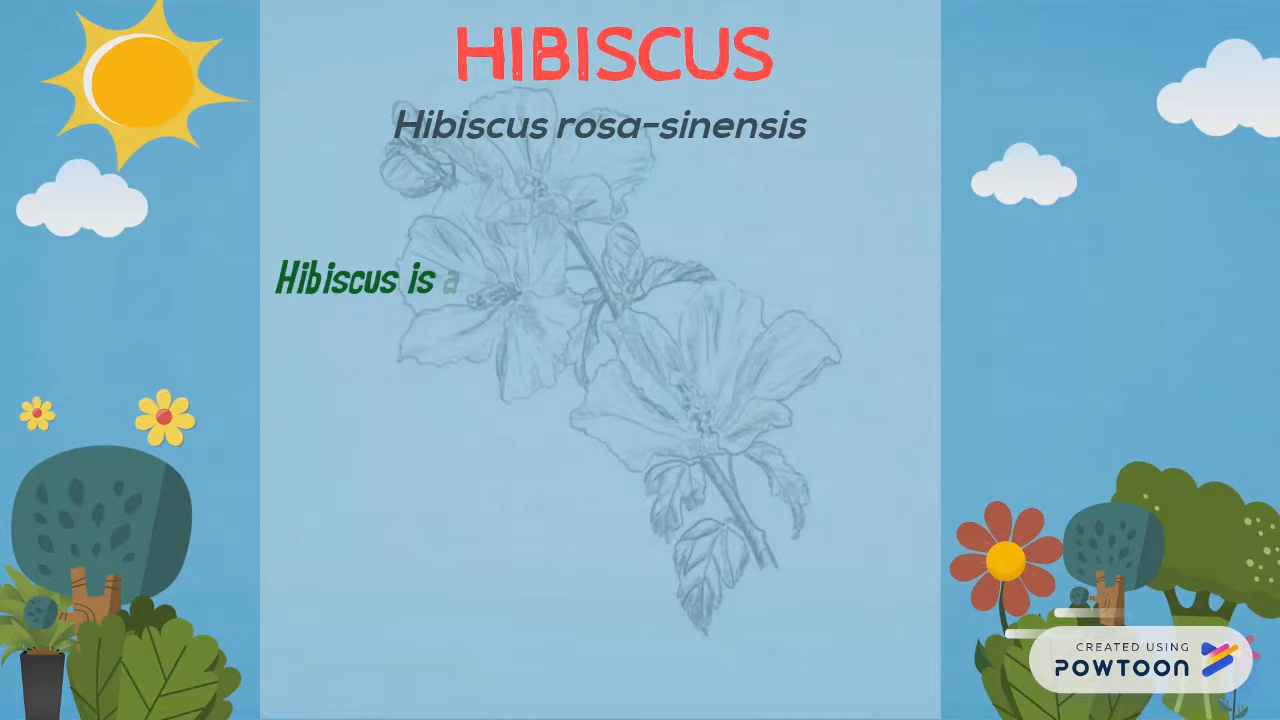 HIBISCUS
Hibiscus rosa-sinensis
Hibiscus is a
CREATED USING
POWTOON